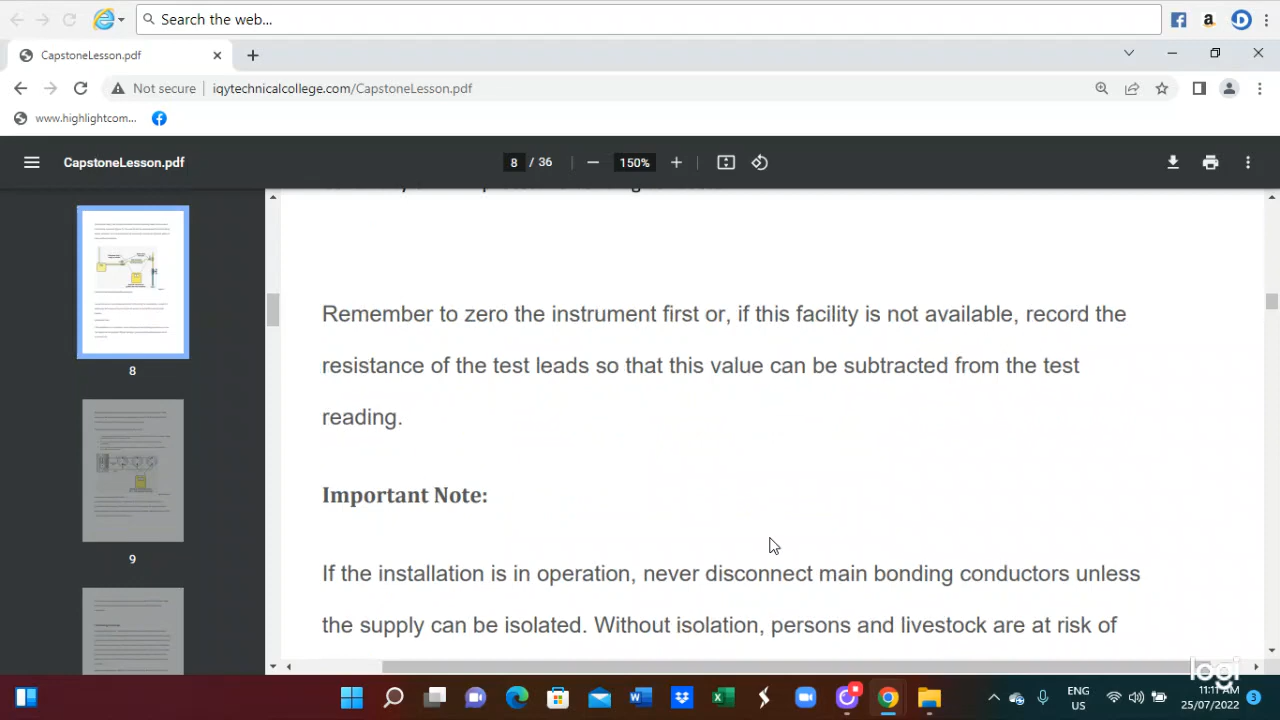 Search the web...
CapstoneLesson.pdf
Not secure iqytechnicalcollege.com/CapstoneLesson.pdf
www.highlightcom...
CapstoneLesson.pdf 8 / 36 150%
Remember to zero the instrument first or, if this facility is not available, record the
resistance of the test leads so that this value can be subtracted from the test
reading.
8
Important Note:
9
If the installation is in operation, never disconnect main bonding conductors unless
the supply can be isolated. Without isolation, persons and livestock are at risk of
logi
ENG
US
11:11 AM
25/07/2022
3